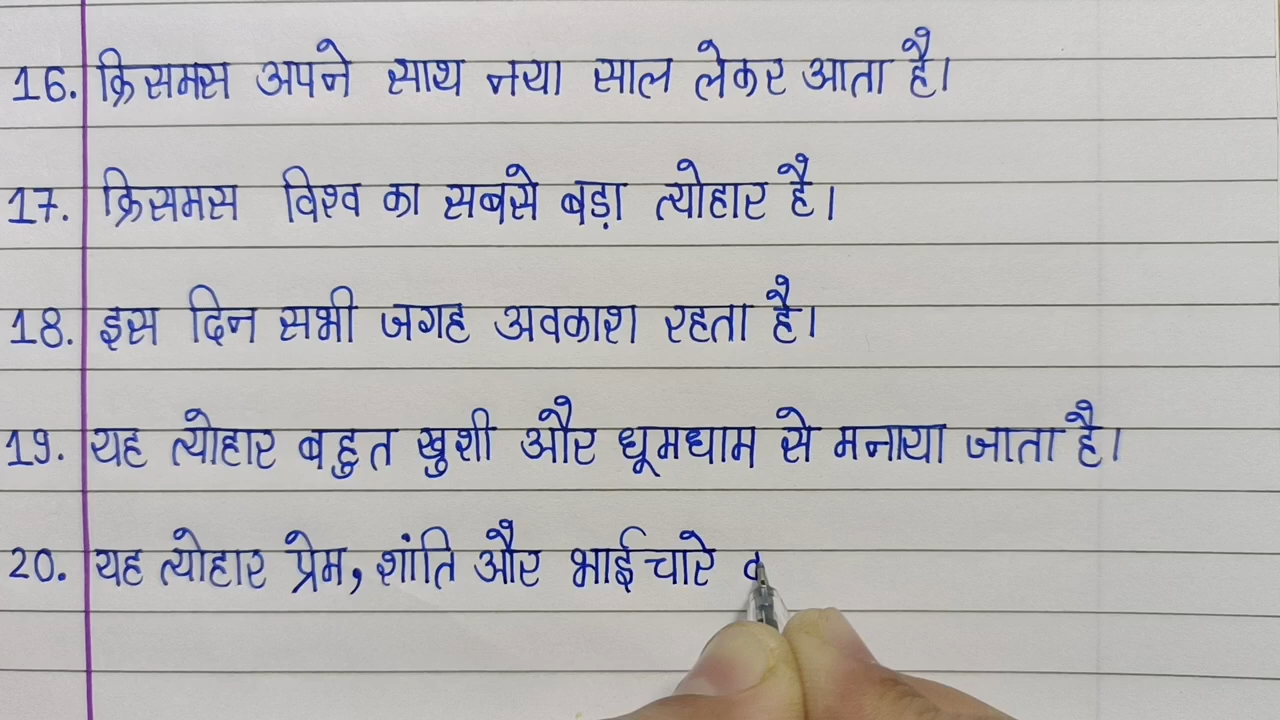 16. क्रिसमस अपने साथ नया साल लेकर आता है।
17. क्रिसमस विश्व का सबसे बड़ा त्योहार है।
18. इस दिन सभी जगह अवकाश रहता है।
19. यह त्योहार बहुत खुशी और धूमधाम से मनाया जाता है।
20. यह त्योहार प्रेम, शांति और भाईचारे